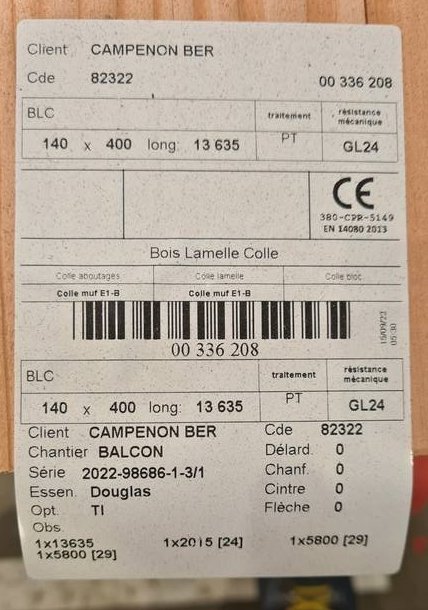 Client CAMPENON BER
Cde 82322 00 336 208
BLC traitement résistance mécanique
140 x 400 long: 13 635 PT GL24
CE
380-CPR-5149
EN 14080 2013
Bois Lamelle Colle
Colle aboutages Colle lamelle Colle bloc
Colle muf E1-B Colle muf E1-B
15/09/22 05:30
00 336 208
BLC traitement résistance mécanique
140 x 400 long: 13 635 PT GL24
Client CAMPENON BER Cde 82322
Chantier BALCON Délard. 0
Série 2022-98686-1-3/1 Chanf. 0
Essen. Douglas Cintre 0
Opt. TI Flèche 0
Obs.
1x13635 1x2015 [24] 1x5800 [29]
1x5800 [29]